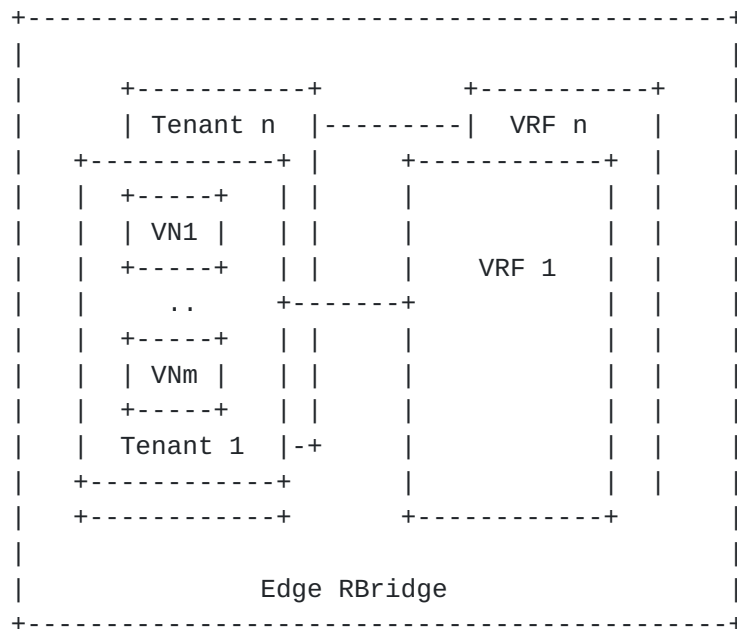 Tenant n VRF n
VN1
VRF 1
..
VNm
Tenant 1
Edge RBridge